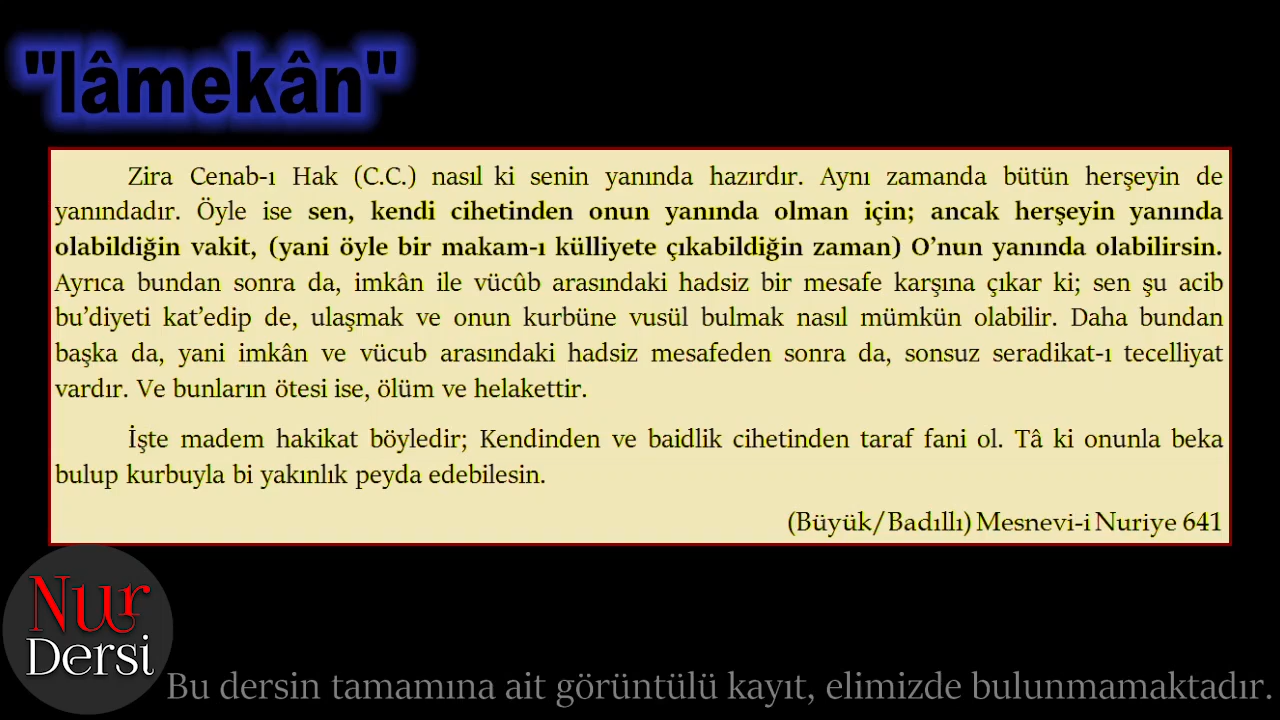 "lâmekân"
Zira Cenab-ı Hak (C.C.) nasıl ki senin yanında hazırdır. Aynı zamanda bütün herşeyin de
yanındadır. Öyle ise sen, kendi cihetinden onun yanında olman için; ancak herşeyin yanında
olabildiğin vakit, (yani öyle bir makam-ı külliyete çıkabildiğin zaman) O'nun yanında olabilirsin.
Ayrıca bundan sonra da, imkân ile vücûb arasındaki hadsiz bir mesafe karşına çıkar ki; sen şu acib
bu'diyeti kat'edip de, ulaşmak ve onun kurbüne vusül bulmak nasıl mümkün olabilir. Daha bundan
başka da, yani imkân ve vücub arasındaki hadsiz mesafeden sonra da, sonsuz seradikat-ı tecelliyat
vardır. Ve bunların ötesi ise, ölüm ve helakettir.
İşte madem hakikat böyledir; Kendinden ve baidlik cihetinden taraf fani ol. Tâ ki onunla beka
bulup kurbuyla bi yakınlık peyda edebilesin.
(Büyük/Badıllı) Mesnevi-i Nuriye 641
Nur
Dersi
Bu dersin tamamına ait görüntülü kayıt, elimizde bulunmamaktadır.